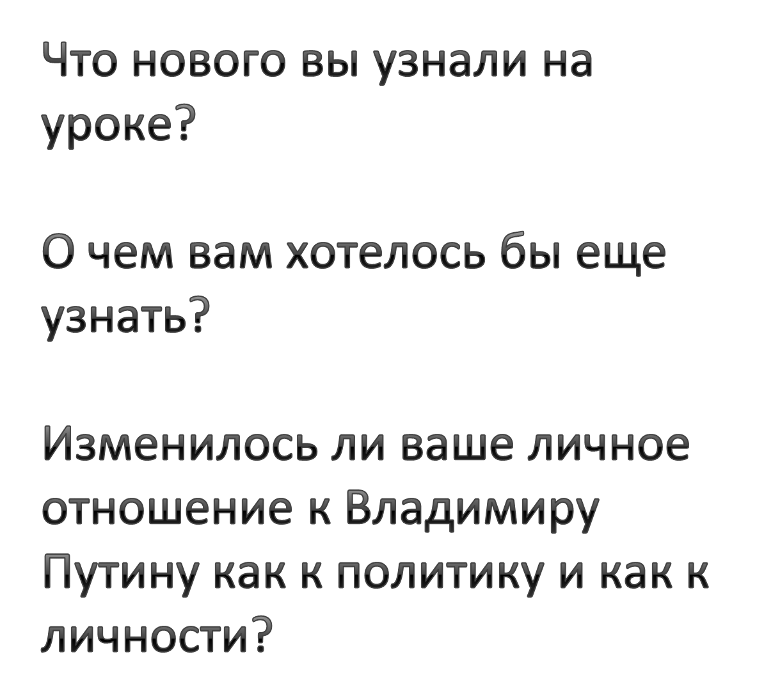 Что нового вы узнали на
уроке?
О чем вам хотелось бы еще
узнать?
Изменилось ли ваше личное
отношение к Владимиру
Путину как к политику и как к
личности?